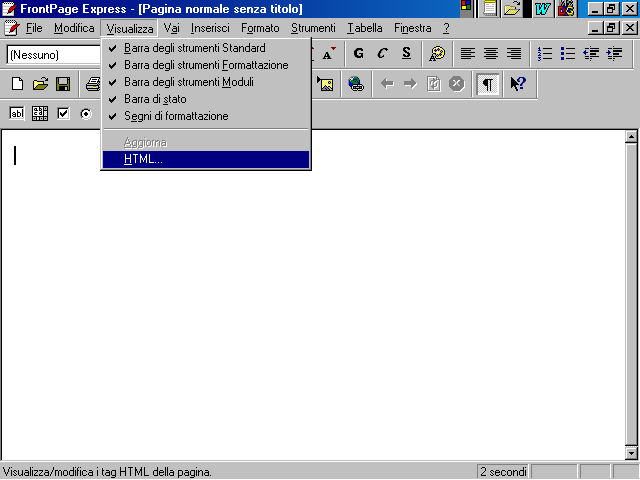 FrontPage Express - [Pagina normale senza titolo]
File Modifica Visualizza Vai Inserisci Formato Strumenti Tabella Finestra ?
(Nessuno)
A G C S
Barra degli strumenti Standard
Barra degli strumenti Formattazione
Barra degli strumenti Moduli
Barra di stato
Segni di formattazione
Aggiorna
HTML...
Visualizza/modifica i tag HTML della pagina. 2 secondi